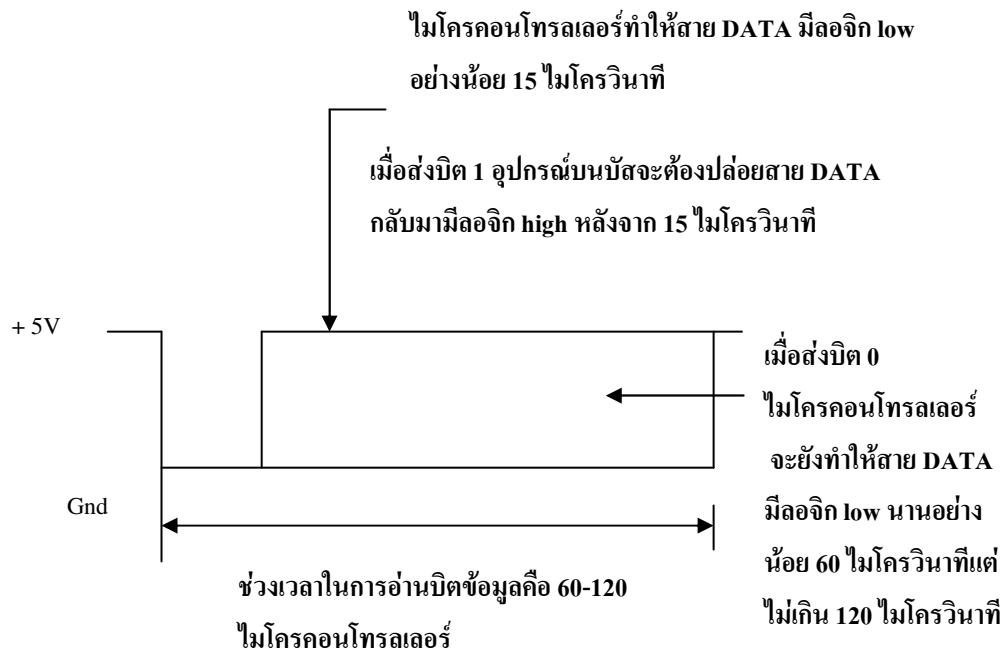 ไมโครคอนโทรลเลอร์ทำให้สาย DATA มีลอจิก low
อย่างน้อย 15 ไมโครวินาที
เมื่อส่งบิต 1 อุปกรณ์บนบัสจะต้องปล่อยสาย DATA
กลับมามีลอจิก high หลังจาก 15 ไมโครวินาที
+ 5V
เมื่อส่งบิต 0
ไมโครคอนโทรลเลอร์
จะยังทำให้สาย DATA
Gnd
มีลอจิก low นานอย่าง
น้อย 60 ไมโครวินาทีแต่
ไม่เกิน 120 ไมโครวินาที
ช่วงเวลาในการอ่านบิตข้อมูลคือ 60-120
ไมโครคอนโทรลเลอร์